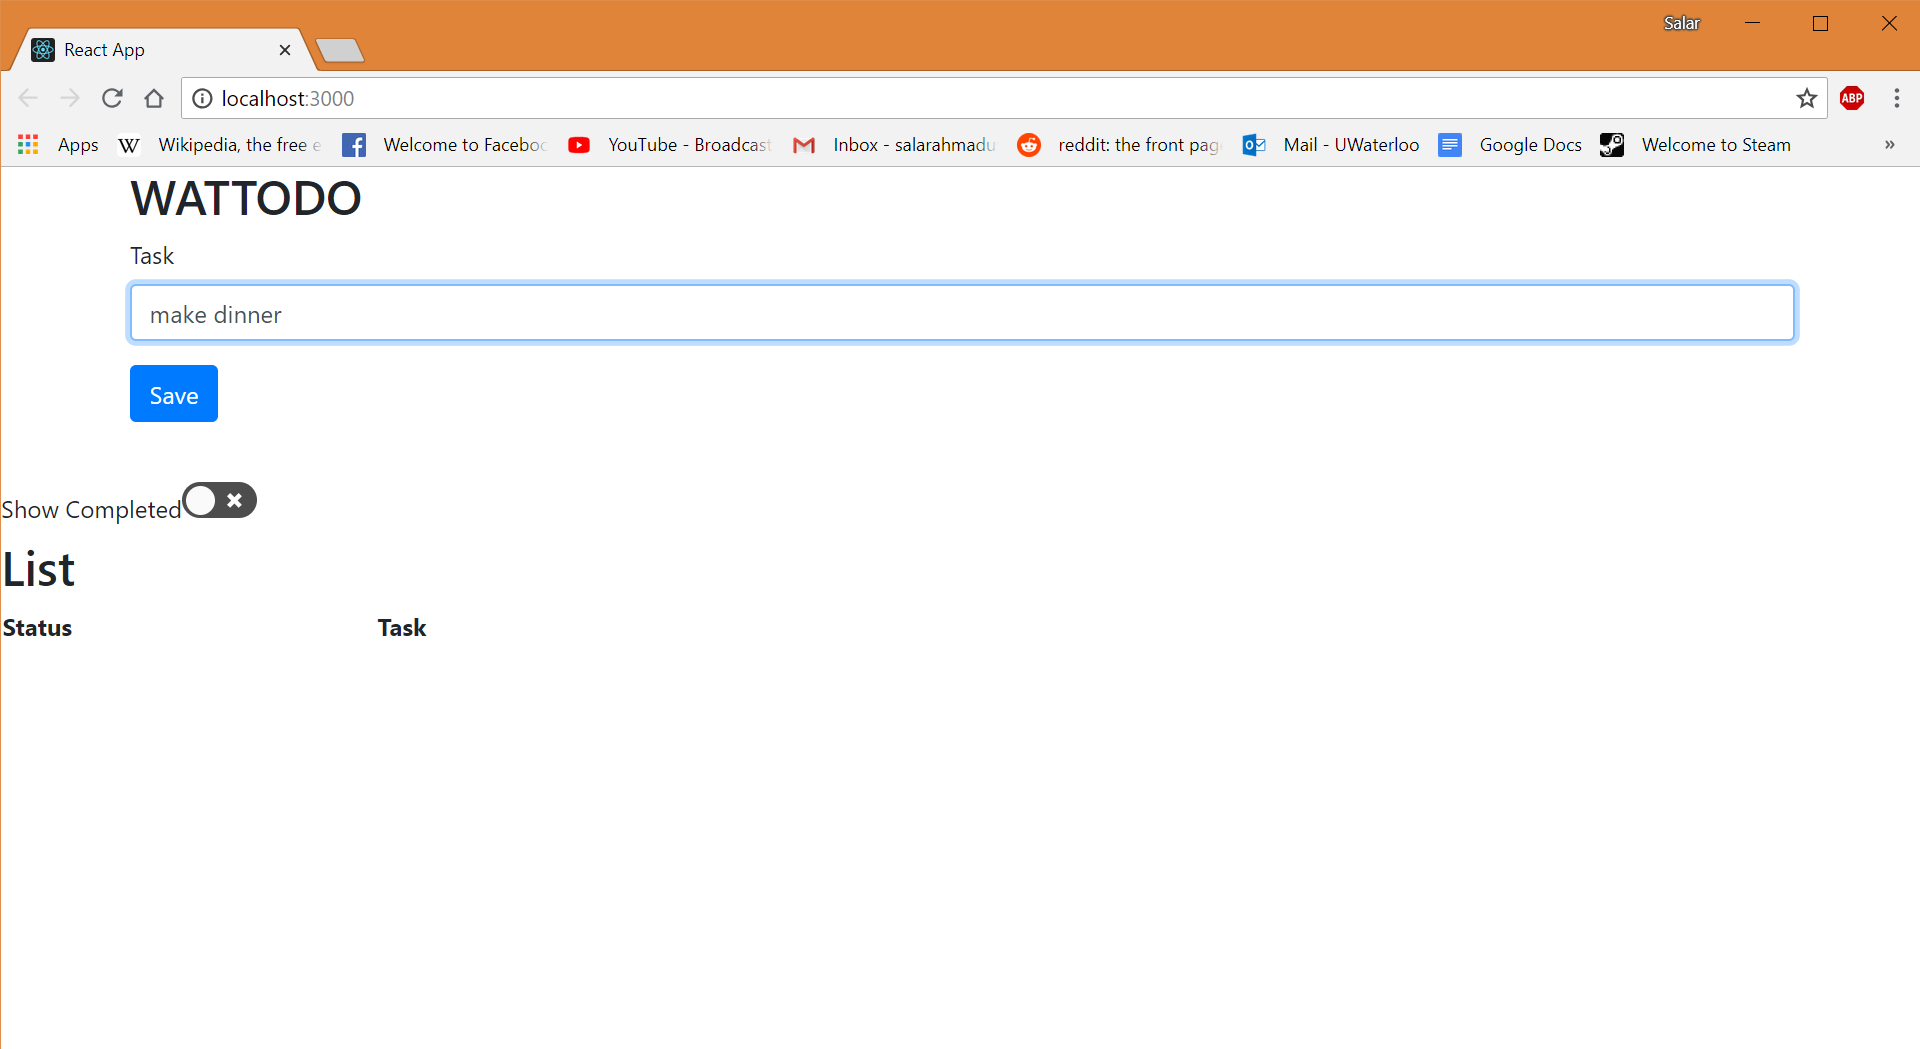 Salar
React App
localhost:3000
ABP
Apps W Wikipedia, the free e Welcome to Faceboo YouTube - Broadcast Inbox - salarahmadu reddit: the front page Mail - UWaterloo Google Docs Welcome to Steam »
WATTODO
Task
make dinner
Save
Show Completed
List
Status Task